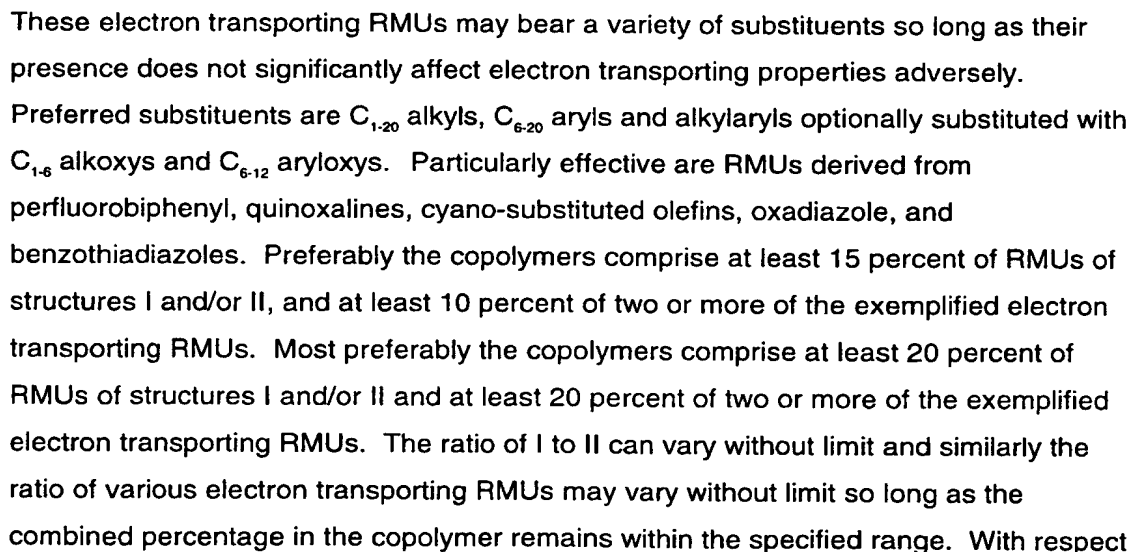 These electron transporting RMUs may bear a variety of substituents so long as their
presence does not significantly affect electron transporting properties adversely.
Preferred substituents are C₁₋₂₀ alkyls, C₆₋₂₀ aryls and alkylaryls optionally substituted with
C₁₋₆ alkoxys and C₆₋₁₂ aryloxys. Particularly effective are RMUs derived from
perfluorobiphenyl, quinoxalines, cyano-substituted olefins, oxadiazole, and
benzothiadiazoles. Preferably the copolymers comprise at least 15 percent of RMUs of
structures I and/or II, and at least 10 percent of two or more of the exemplified electron
transporting RMUs. Most preferably the copolymers comprise at least 20 percent of
RMUs of structures I and/or II and at least 20 percent of two or more of the exemplified
electron transporting RMUs. The ratio of I to II can vary without limit and similarly the
ratio of various electron transporting RMUs may vary without limit so long as the
combined percentage in the copolymer remains within the specified range. With respect